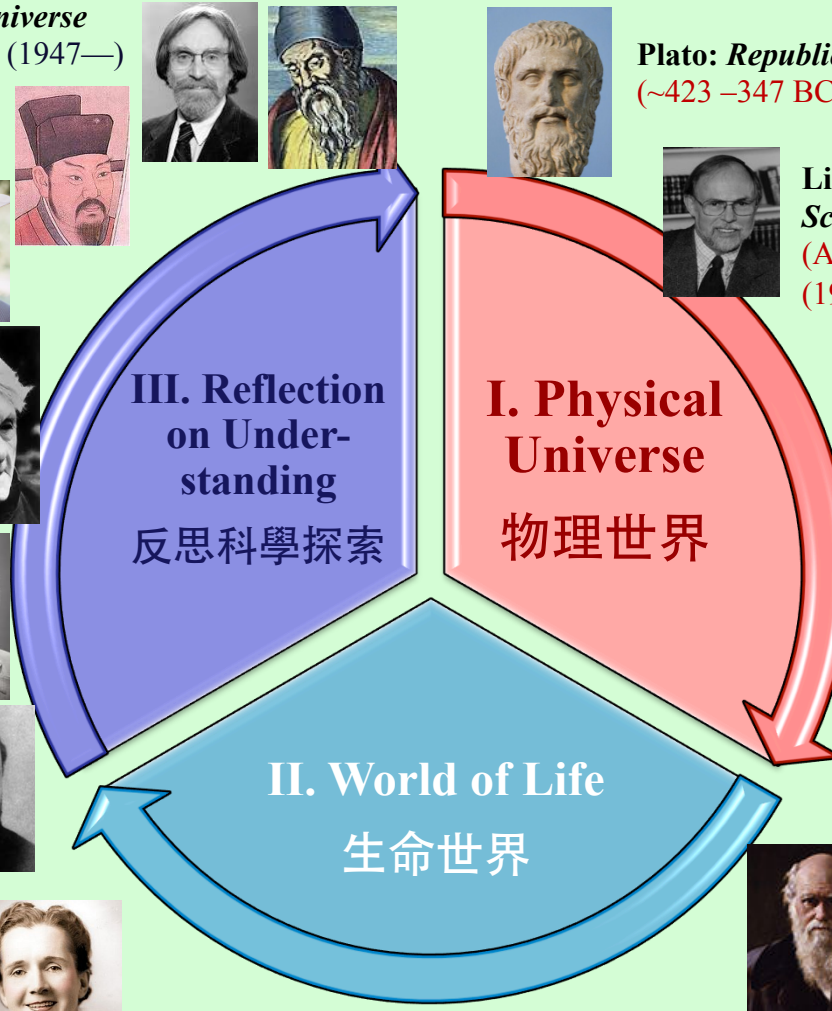 niverse
(1947—)
Plato: Republic
(~423 –347 BC
Li
Sc
(A
(19
III. Reflection
on Under-
standing
反思科學探索
I. Physical
Universe
物理世界
II. World of Life
生命世界